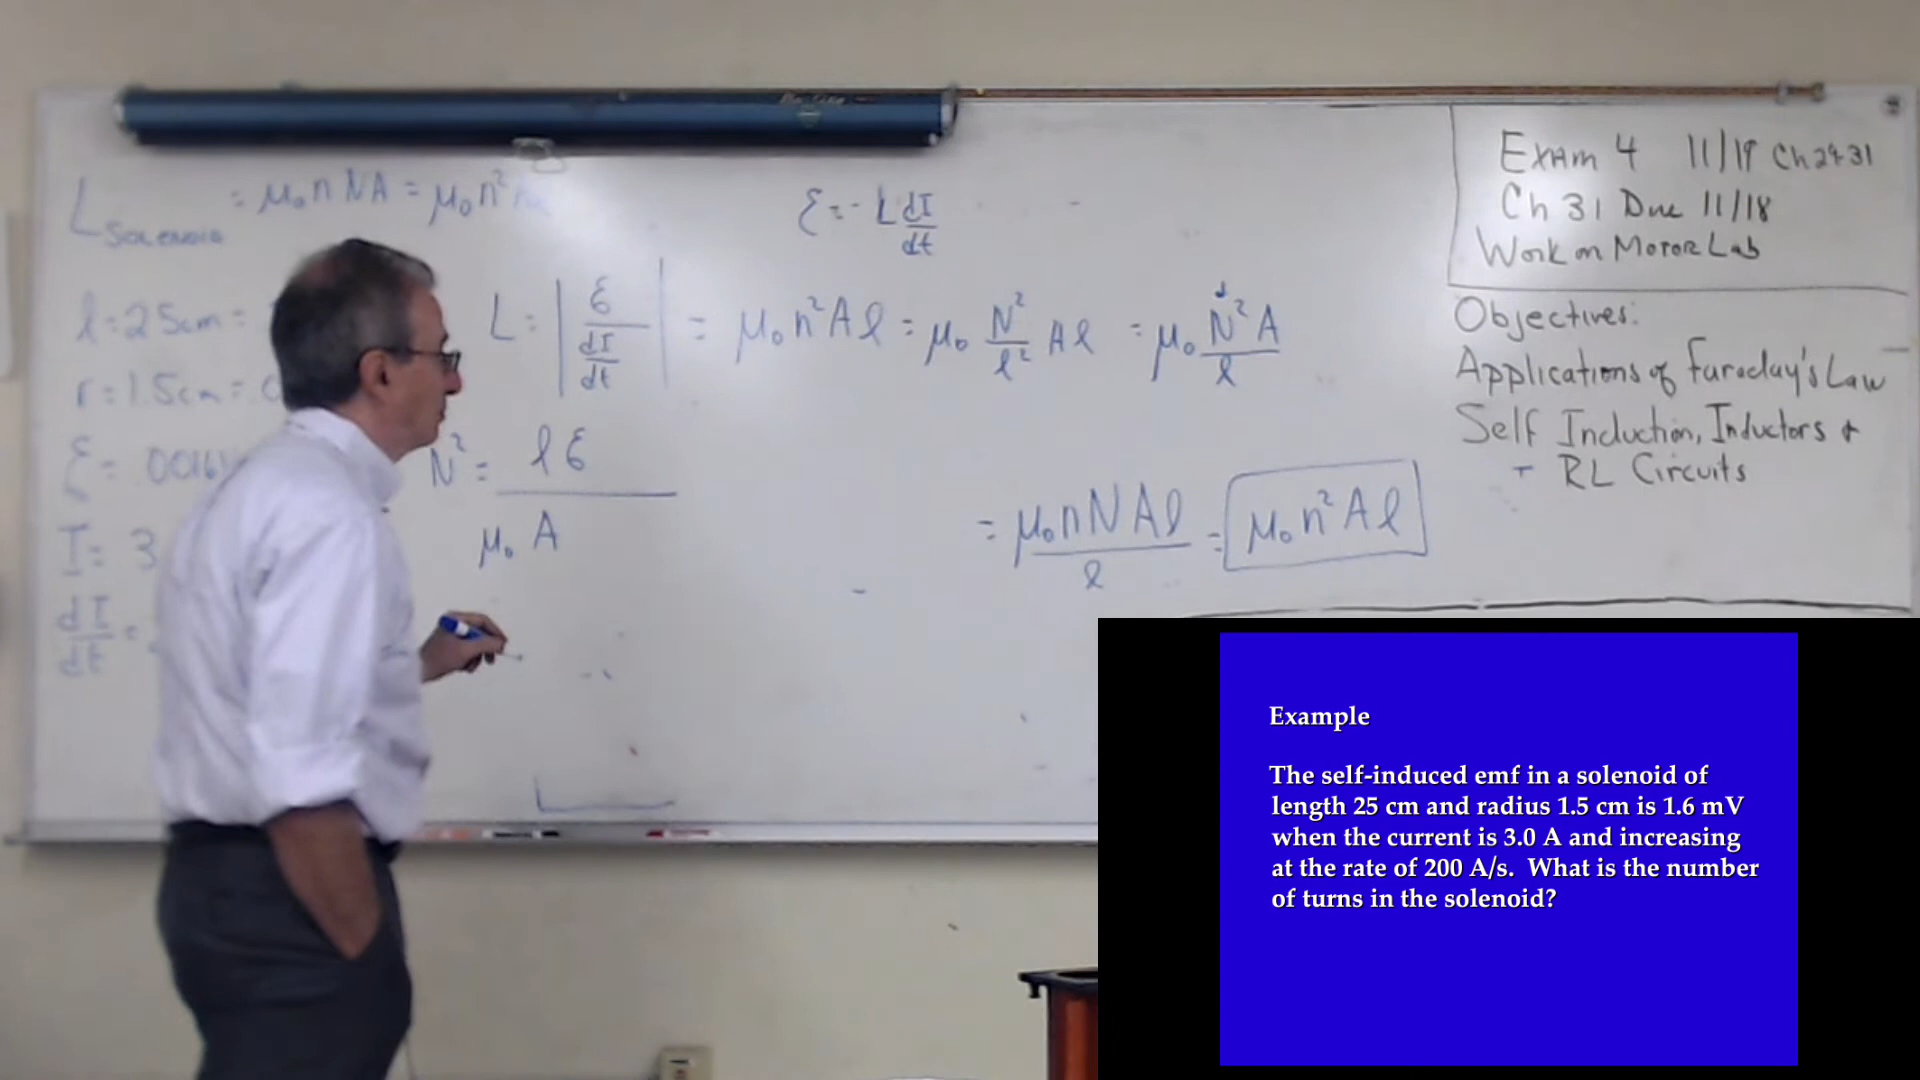 L Solenoid = μ₀nNA = μ₀n²
ε = - L dI/dt
l = 25cm =
r = 1.5cm = 0
ε = .0016
I = 3
dI/dt =
L = | ε / dI/dt | = μ₀n²Al = μ₀ N²/l² Al = μ₀ N²A/l
N² = lε / μ₀ A
= μ₀nNAl / l = μ₀n²Al
Exam 4 11/19 Ch 29-31
Ch 31 Due 11/18
Work on Motor Lab
Objectives:
Applications of Faraday's Law
Self Induction, Inductors +
RL Circuits
Example
The self-induced emf in a solenoid of
length 25 cm and radius 1.5 cm is 1.6 mV
when the current is 3.0 A and increasing
at the rate of 200 A/s. What is the number
of turns in the solenoid?